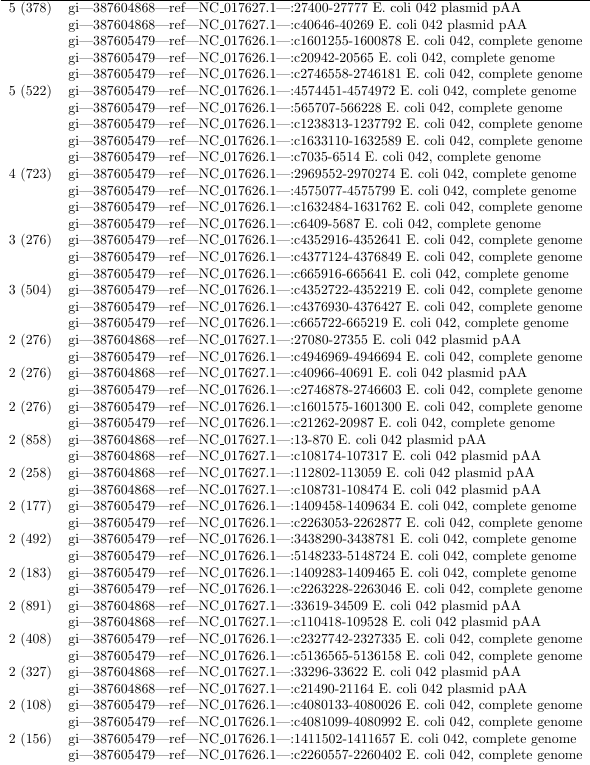 5 (378) gi—387604868—ref—NC_017627.1—:27400-27777 E. coli 042 plasmid pAA
gi—387604868—ref—NC_017627.1—:c40646-40269 E. coli 042 plasmid pAA
gi—387605479—ref—NC_017626.1—:c1601255-1600878 E. coli 042, complete genome
gi—387605479—ref—NC_017626.1—:c20942-20565 E. coli 042, complete genome
gi—387605479—ref—NC_017626.1—:c2746558-2746181 E. coli 042, complete genome
5 (522) gi—387605479—ref—NC_017626.1—:4574451-4574972 E. coli 042, complete genome
gi—387605479—ref—NC_017626.1—:565707-566228 E. coli 042, complete genome
gi—387605479—ref—NC_017626.1—:c1238313-1237792 E. coli 042, complete genome
gi—387605479—ref—NC_017626.1—:c1633110-1632589 E. coli 042, complete genome
gi—387605479—ref—NC_017626.1—:c7035-6514 E. coli 042, complete genome
4 (723) gi—387605479—ref—NC_017626.1—:2969552-2970274 E. coli 042, complete genome
gi—387605479—ref—NC_017626.1—:4575077-4575799 E. coli 042, complete genome
gi—387605479—ref—NC_017626.1—:c1632484-1631762 E. coli 042, complete genome
gi—387605479—ref—NC_017626.1—:c6409-5687 E. coli 042, complete genome
3 (276) gi—387605479—ref—NC_017626.1—:c4352916-4352641 E. coli 042, complete genome
gi—387605479—ref—NC_017626.1—:c4377124-4376849 E. coli 042, complete genome
gi—387605479—ref—NC_017626.1—:c665916-665641 E. coli 042, complete genome
3 (504) gi—387605479—ref—NC_017626.1—:c4352722-4352219 E. coli 042, complete genome
gi—387605479—ref—NC_017626.1—:c4376930-4376427 E. coli 042, complete genome
gi—387605479—ref—NC_017626.1—:c665722-665219 E. coli 042, complete genome
2 (276) gi—387604868—ref—NC_017627.1—:27080-27355 E. coli 042 plasmid pAA
gi—387605479—ref—NC_017626.1—:c4946969-4946694 E. coli 042, complete genome
2 (276) gi—387604868—ref—NC_017627.1—:c40966-40691 E. coli 042 plasmid pAA
gi—387605479—ref—NC_017626.1—:c2746878-2746603 E. coli 042, complete genome
2 (276) gi—387605479—ref—NC_017626.1—:c1601575-1601300 E. coli 042, complete genome
gi—387605479—ref—NC_017626.1—:c21262-20987 E. coli 042, complete genome
2 (858) gi—387604868—ref—NC_017627.1—:13-870 E. coli 042 plasmid pAA
gi—387604868—ref—NC_017627.1—:c108174-107317 E. coli 042 plasmid pAA
2 (258) gi—387604868—ref—NC_017627.1—:112802-113059 E. coli 042 plasmid pAA
gi—387604868—ref—NC_017627.1—:c108731-108474 E. coli 042 plasmid pAA
2 (177) gi—387605479—ref—NC_017626.1—:1409458-1409634 E. coli 042, complete genome
gi—387605479—ref—NC_017626.1—:c2263053-2262877 E. coli 042, complete genome
2 (492) gi—387605479—ref—NC_017626.1—:3438290-3438781 E. coli 042, complete genome
gi—387605479—ref—NC_017626.1—:5148233-5148724 E. coli 042, complete genome
2 (183) gi—387605479—ref—NC_017626.1—:1409283-1409465 E. coli 042, complete genome
gi—387605479—ref—NC_017626.1—:c2263228-2263046 E. coli 042, complete genome
2 (891) gi—387604868—ref—NC_017627.1—:33619-34509 E. coli 042 plasmid pAA
gi—387604868—ref—NC_017627.1—:c110418-109528 E. coli 042 plasmid pAA
2 (408) gi—387605479—ref—NC_017626.1—:c2327742-2327335 E. coli 042, complete genome
gi—387605479—ref—NC_017626.1—:c5136565-5136158 E. coli 042, complete genome
2 (327) gi—387604868—ref—NC_017627.1—:33296-33622 E. coli 042 plasmid pAA
gi—387604868—ref—NC_017627.1—:c21490-21164 E. coli 042 plasmid pAA
2 (108) gi—387605479—ref—NC_017626.1—:c4080133-4080026 E. coli 042, complete genome
gi—387605479—ref—NC_017626.1—:c4081099-4080992 E. coli 042, complete genome
2 (156) gi—387605479—ref—NC_017626.1—:1411502-1411657 E. coli 042, complete genome
gi—387605479—ref—NC_017626.1—:c2260557-2260402 E. coli 042, complete genome